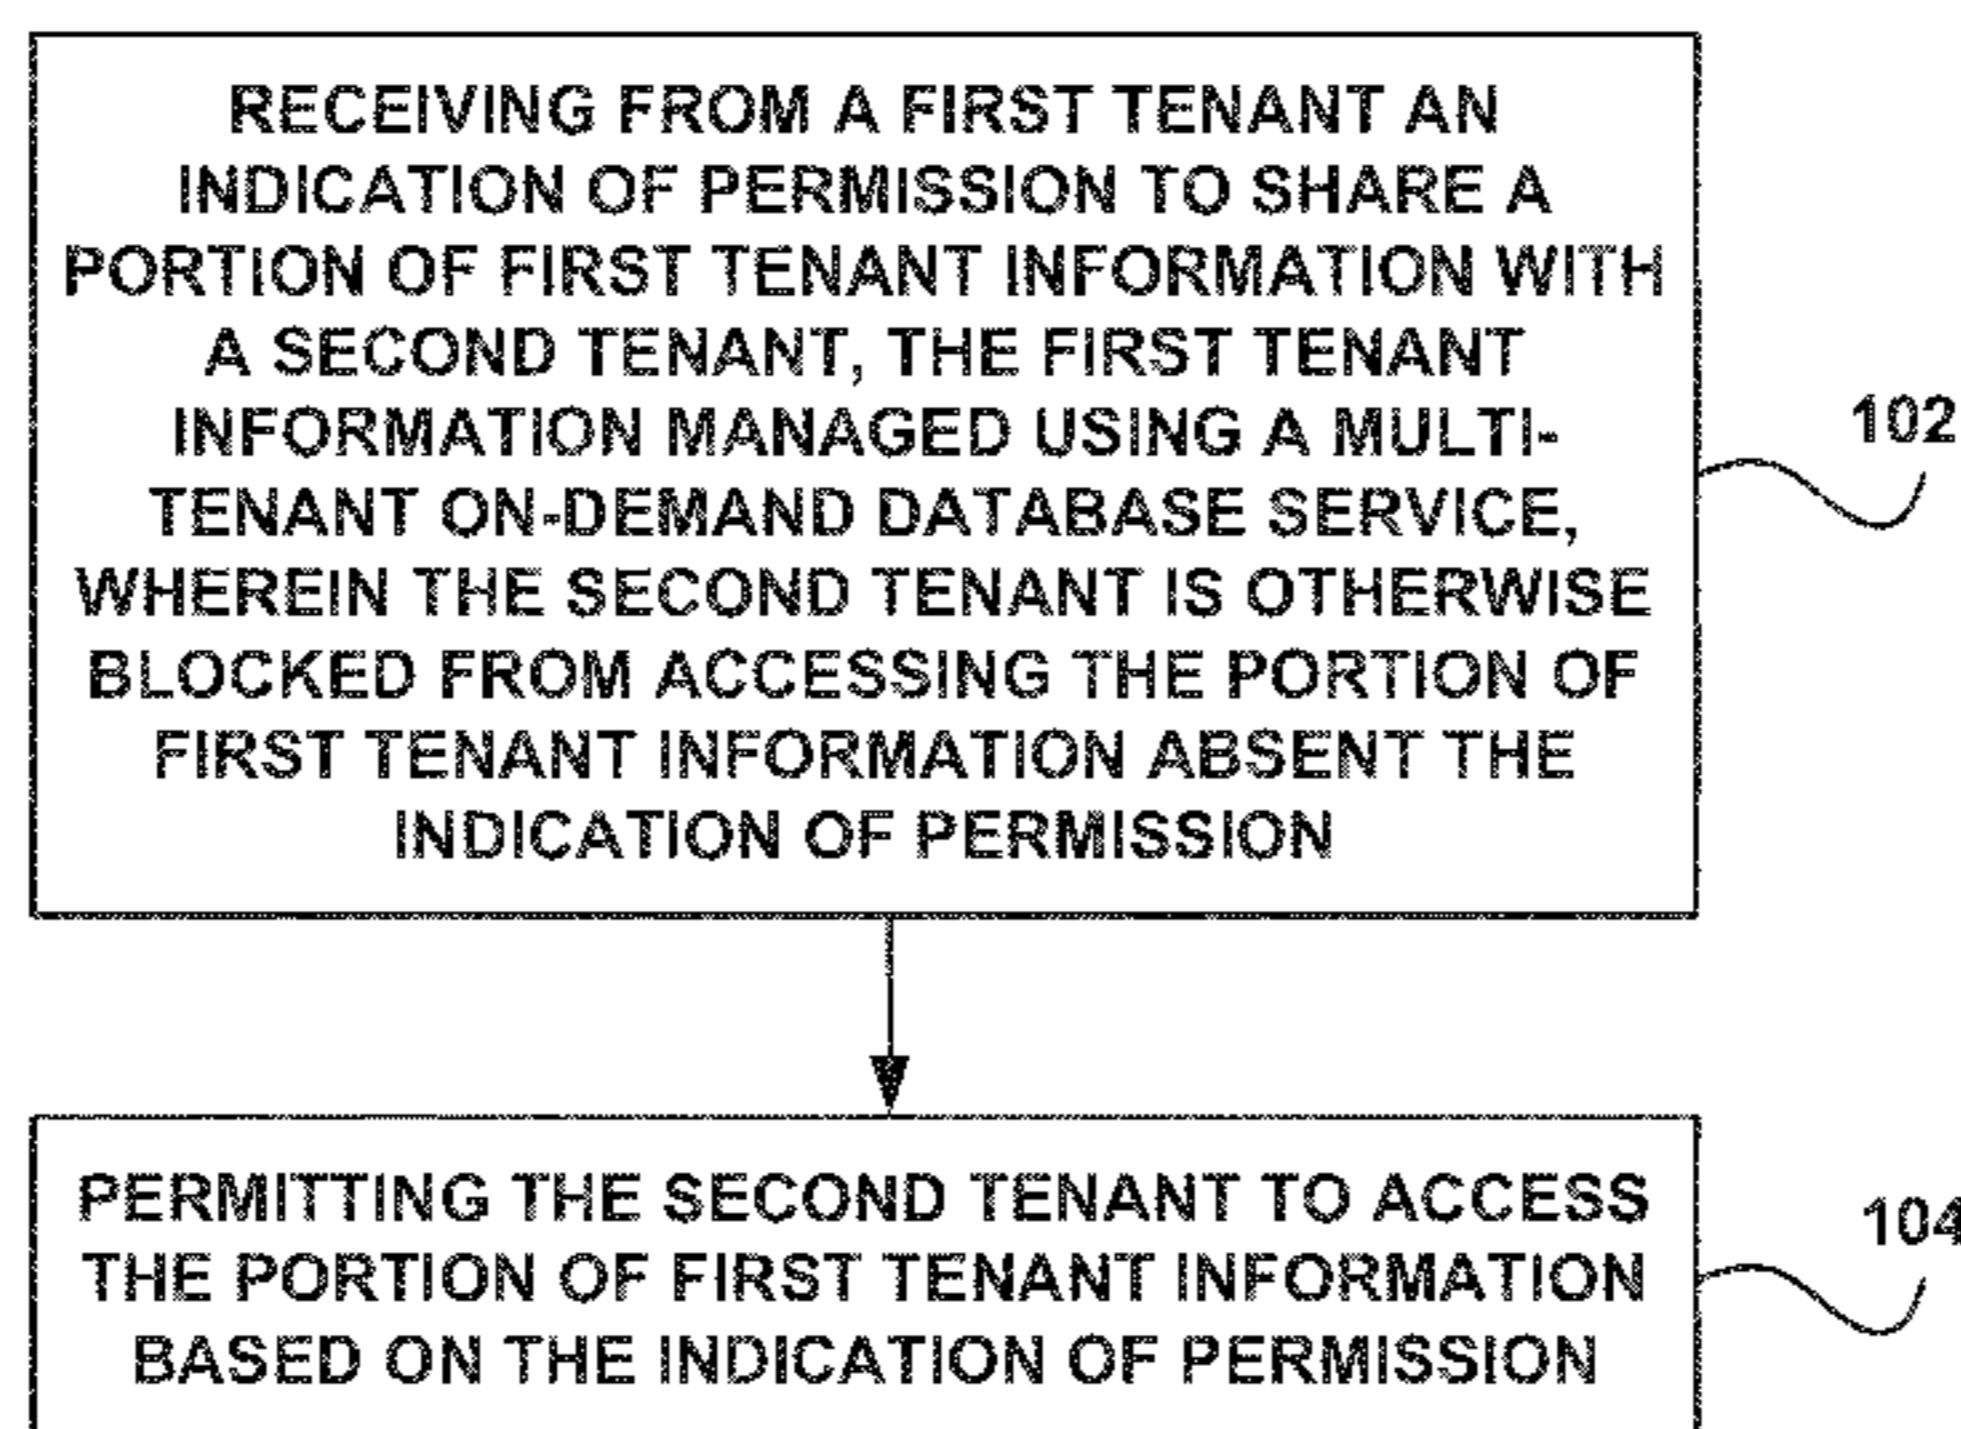 RECEIVING FROM A FIRST TENANT AN
INDICATION OF PERMISSION TO SHARE A
PORTION OF FIRST TENANT INFORMATION WITH
A SECOND TENANT, THE FIRST TENANT
INFORMATION MANAGED USING A MULTI-
TENANT ON-DEMAND DATABASE SERVICE,
WHEREIN THE SECOND TENANT IS OTHERWISE
BLOCKED FROM ACCESSING THE PORTION OF
FIRST TENANT INFORMATION ABSENT THE
INDICATION OF PERMISSION
102
PERMITTING THE SECOND TENANT TO ACCESS
THE PORTION OF FIRST TENANT INFORMATION
BASED ON THE INDICATION OF PERMISSION
104